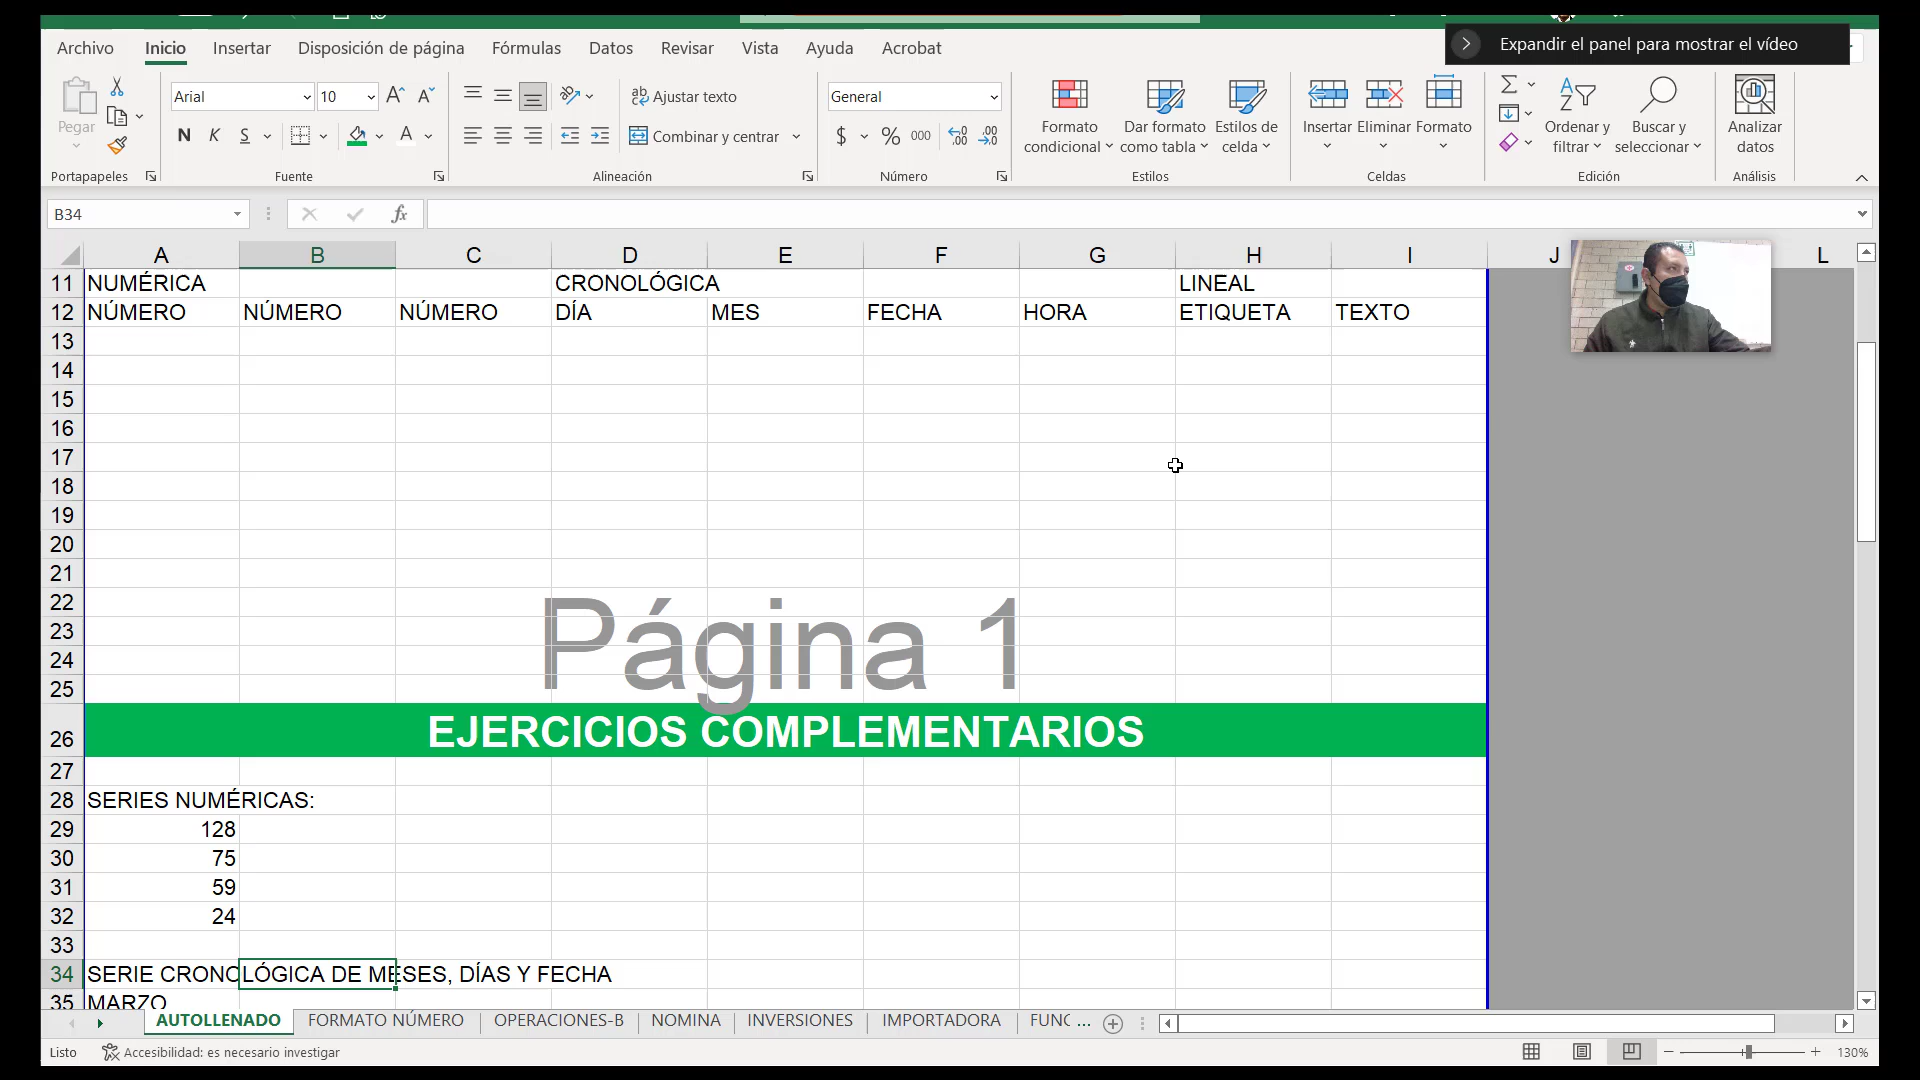 Archivo Inicio Insertar Disposición de página Fórmulas Datos Revisar Vista Ayuda Acrobat
Expandir el panel para mostrar el vídeo
Pegar
Portapapeles
Arial 10
N K S
Fuente
Ajustar texto
Combinar y centrar
Alineación
General
$ % 000
Número
Formato condicional
Dar formato como tabla
Estilos de celda
Estilos
Insertar Eliminar Formato
Celdas
Ordenar y filtrar
Buscar y seleccionar
Edición
Analizar datos
Análisis
B34
fx
A B C D E F G H I J L
11 NUMÉRICA CRONOLÓGICA LINEAL
12 NÚMERO NÚMERO NÚMERO DÍA MES FECHA HORA ETIQUETA TEXTO
13
14
15
16
17
18
19
20
21
22
23
24
25
Página 1
26 EJERCICIOS COMPLEMENTARIOS
27
28 SERIES NUMÉRICAS:
29 128
30 75
31 59
32 24
33
34 SERIE CRONOLÓGICA DE MESES, DÍAS Y FECHA
35 MARZO
AUTOLLENADO FORMATO NÚMERO OPERACIONES-B NOMINA INVERSIONES IMPORTADORA FUNC ...
Listo Accesibilidad: es necesario investigar 130%